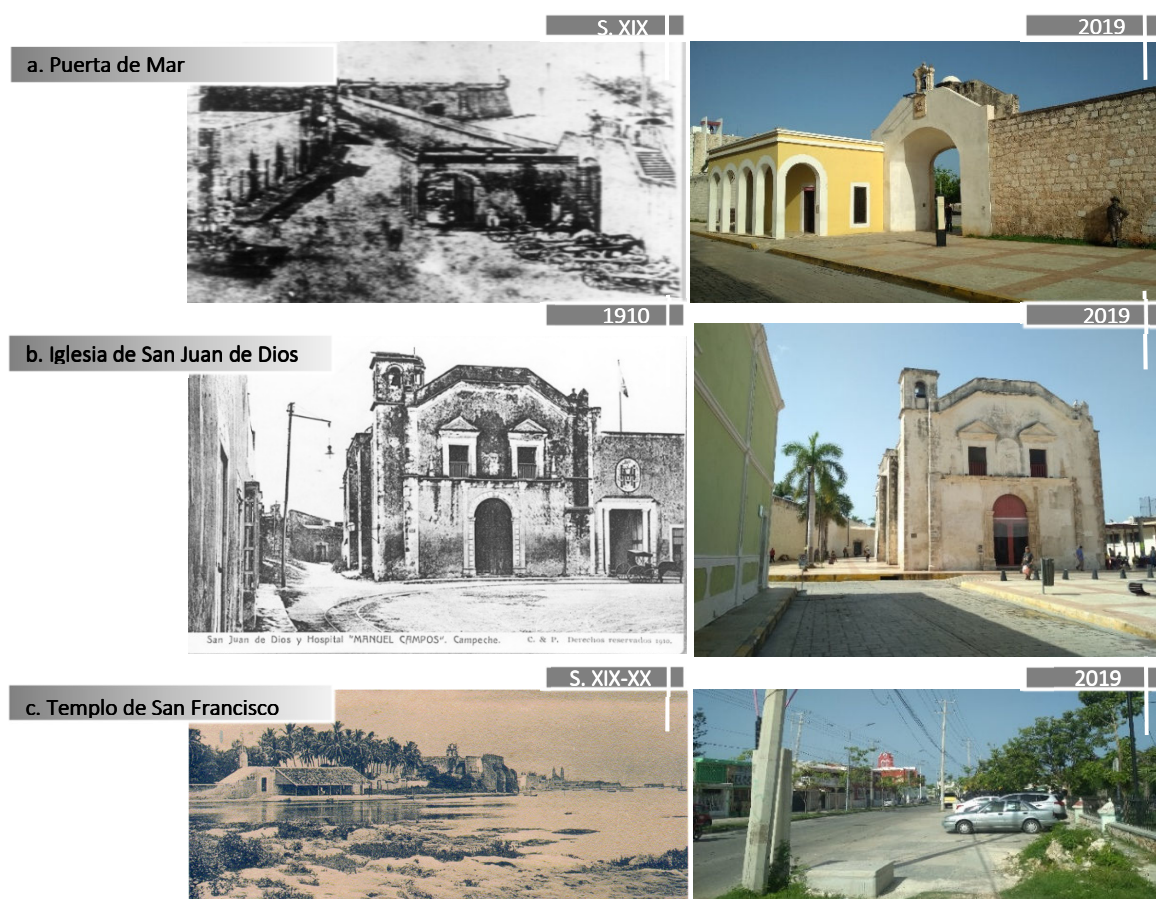 S. XIX
2019
a. Puerta de Mar
1910
2019
b. Iglesia de San Juan de Dios
San Juan de Dios y Hospital "MANUEL CAMPOS". Campeche. C. & P. Derechos reservados 1910.
S. XIX-XX
2019
c. Templo de San Francisco